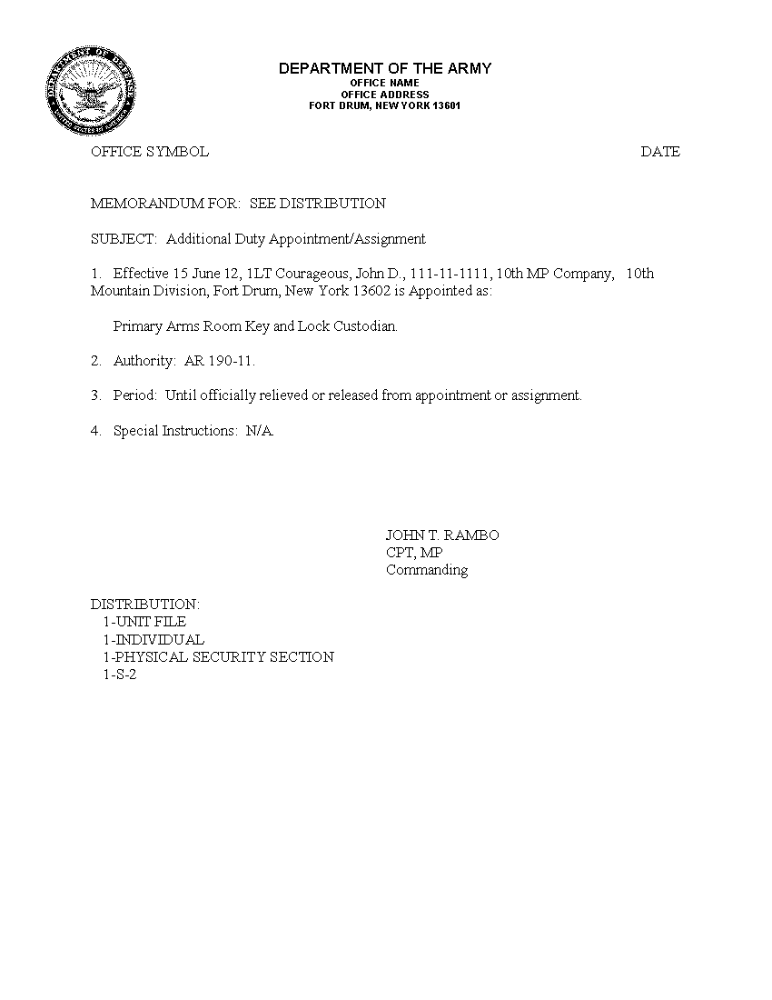 DEPARTMENT OF DEFENSE
UNITED STATES OF AMERICA
DEPARTMENT OF THE ARMY
OFFICE NAME
OFFICE ADDRESS
FORT DRUM, NEW YORK 13601
OFFICE SYMBOL DATE
MEMORANDUM FOR: SEE DISTRIBUTION
SUBJECT: Additional Duty Appointment/Assignment
1. Effective 15 June 12, 1LT Courageous, John D., 111-11-1111, 10th MP Company, 10th
Mountain Division, Fort Drum, New York 13602 is Appointed as:
Primary Arms Room Key and Lock Custodian.
2. Authority: AR 190-11.
3. Period: Until officially relieved or released from appointment or assignment.
4. Special Instructions: N/A
JOHN T. RAMBO
CPT, MP
Commanding
DISTRIBUTION:
1-UNIT FILE
1-INDIVIDUAL
1-PHYSICAL SECURITY SECTION
1-S-2